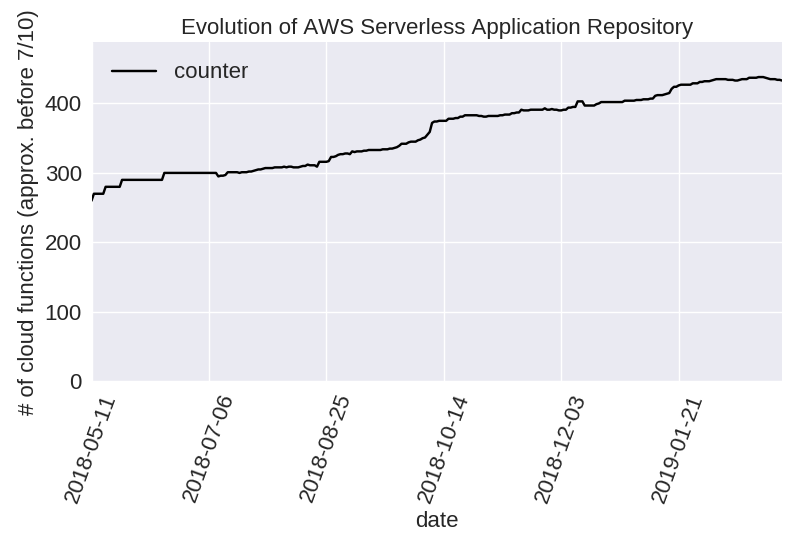 Evolution of AWS Serverless Application Repository
counter
# of cloud functions (approx. before 7/10)
400
300
200
100
0
2018-05-11
2018-07-06
2018-08-25
2018-10-14
2018-12-03
2019-01-21
date